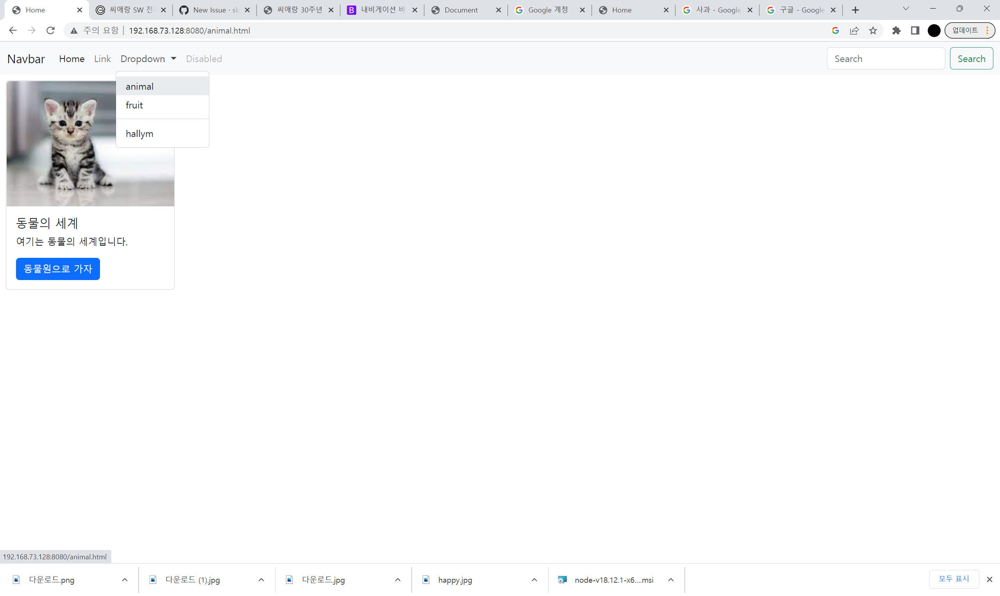 Home
씨애랑 SW 전
New Issue · sk
씨애랑 30주년
내비게이션 바
Document
Google 계정
Home
사과 - Google
구글 - Google
주의 요함
192.168.73.128:8080/animal.html
업데이트
Navbar
Home
Link
Dropdown
Disabled
Search
Search
animal
fruit
hallym
동물의 세계
여기는 동물의 세계입니다.
동물원으로 가자
192.168.73.128:8080/animal.html
다운로드.png
다운로드 (1).jpg
다운로드.jpg
happy.jpg
node-v18.12.1-x6....msi
모두 표시